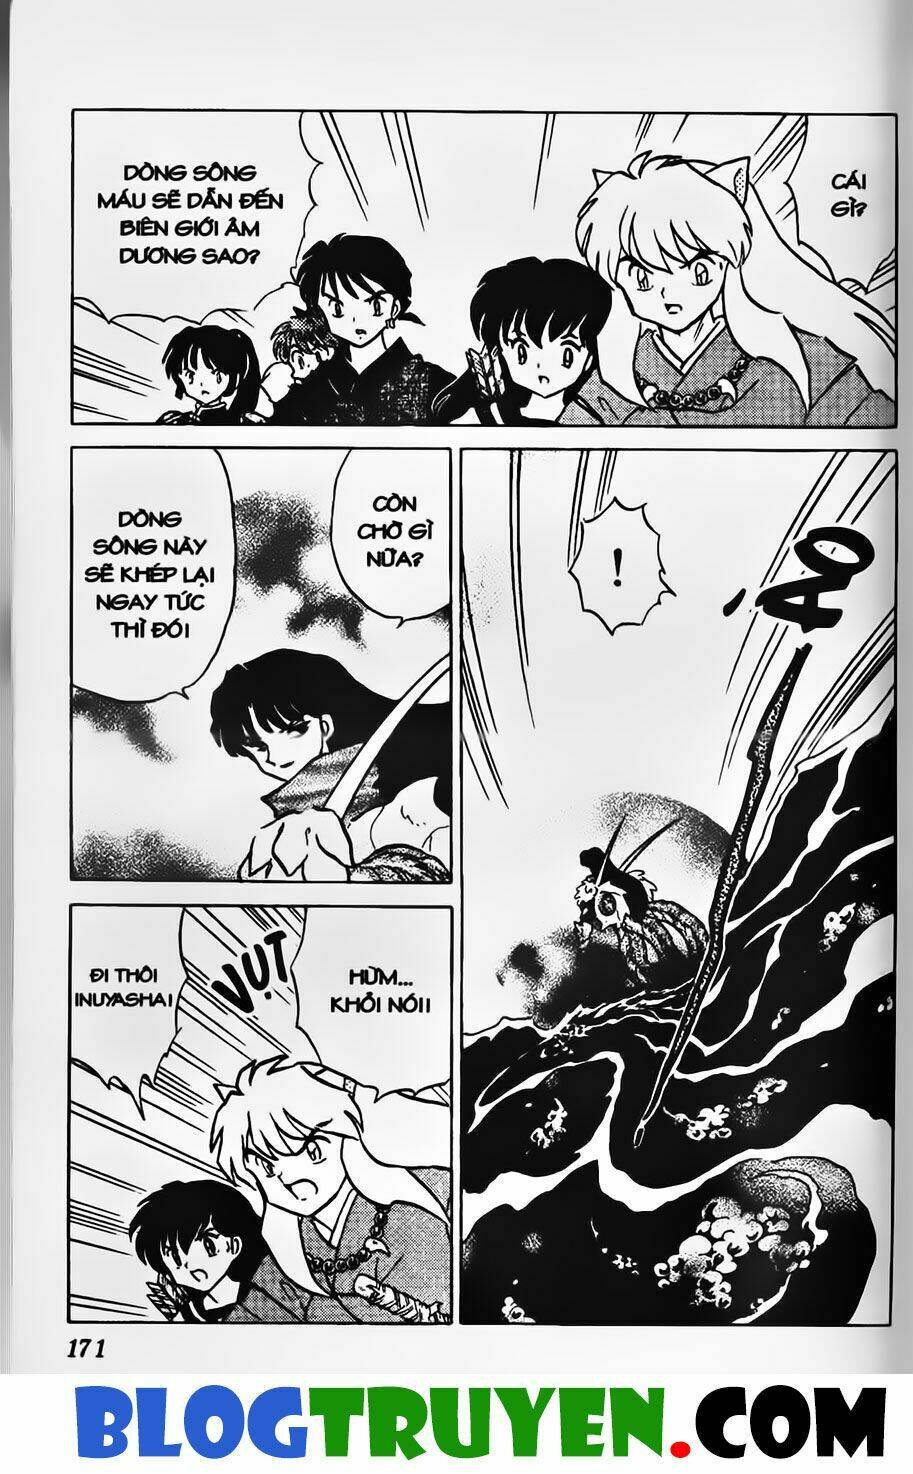 CÁI
GÌ?
DÒNG SÔNG
MÁU SẼ DẪN ĐẾN
BIÊN GIỚI ÂM
DƯƠNG SAO?
!
ÀO
CÒN
CHỜ GÌ
NỮA?
DÒNG
SÔNG NÀY
SẼ KHÉP LẠI
NGAY TỨC
THÌ ĐÓ!
HỪM...
KHỎI NÓI!
VỤT
ĐI THÔI
INUYASHA!
171
BLOGTRUYEN.COM